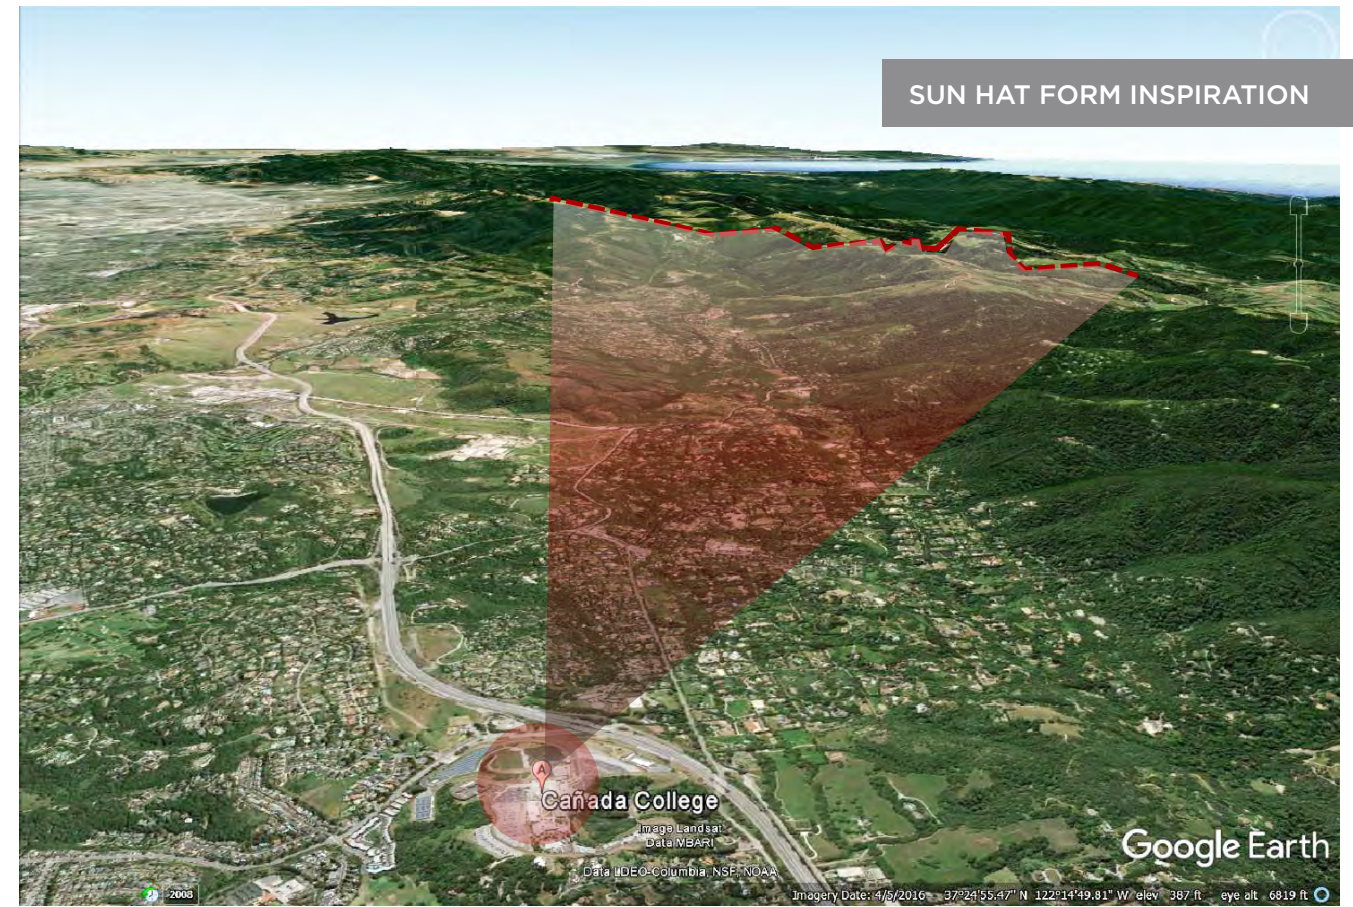 SUN HAT FORM INSPIRATION
A
Cañada College
Image Landsat
Data MBARI
Data LDEO-Columbia, NSF, NOAA
Google Earth
2008
Imagery Date: 4/5/2016 37°24'55.47" N 122°14'49.81" W elev 387 ft eye alt 6819 ft